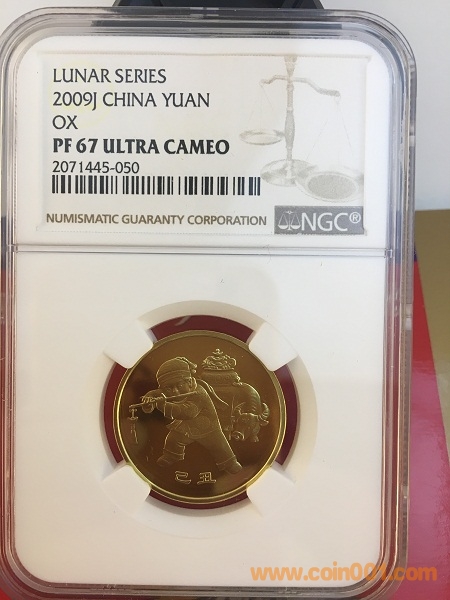 LUNAR SERIES
2009J CHINA YUAN
OX
PF 67 ULTRA CAMEO
2071445-050
NUMISMATIC GUARANTY CORPORATION
NGC®
己丑
www.coin001.com